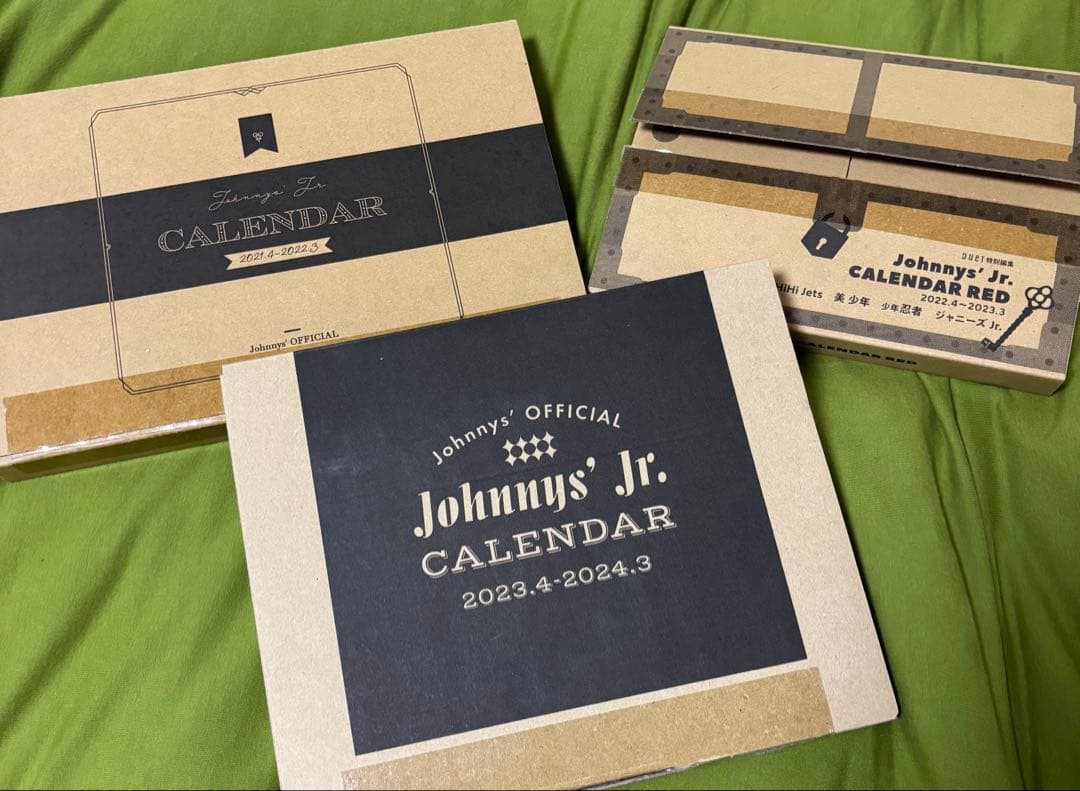 Johnnys' Jr.
CALENDAR
2021.4-2022.3
Johnnys' OFFICIAL
DUET特別編集
Johnnys' Jr.
CALENDAR RED
2022.4～2023.3
HiHi Jets 美 少年 少年忍者 ジャニーズ Jr.
CALENDAR RED
Johnnys' OFFICIAL
Johnnys' Jr.
CALENDAR
2023.4-2024.3